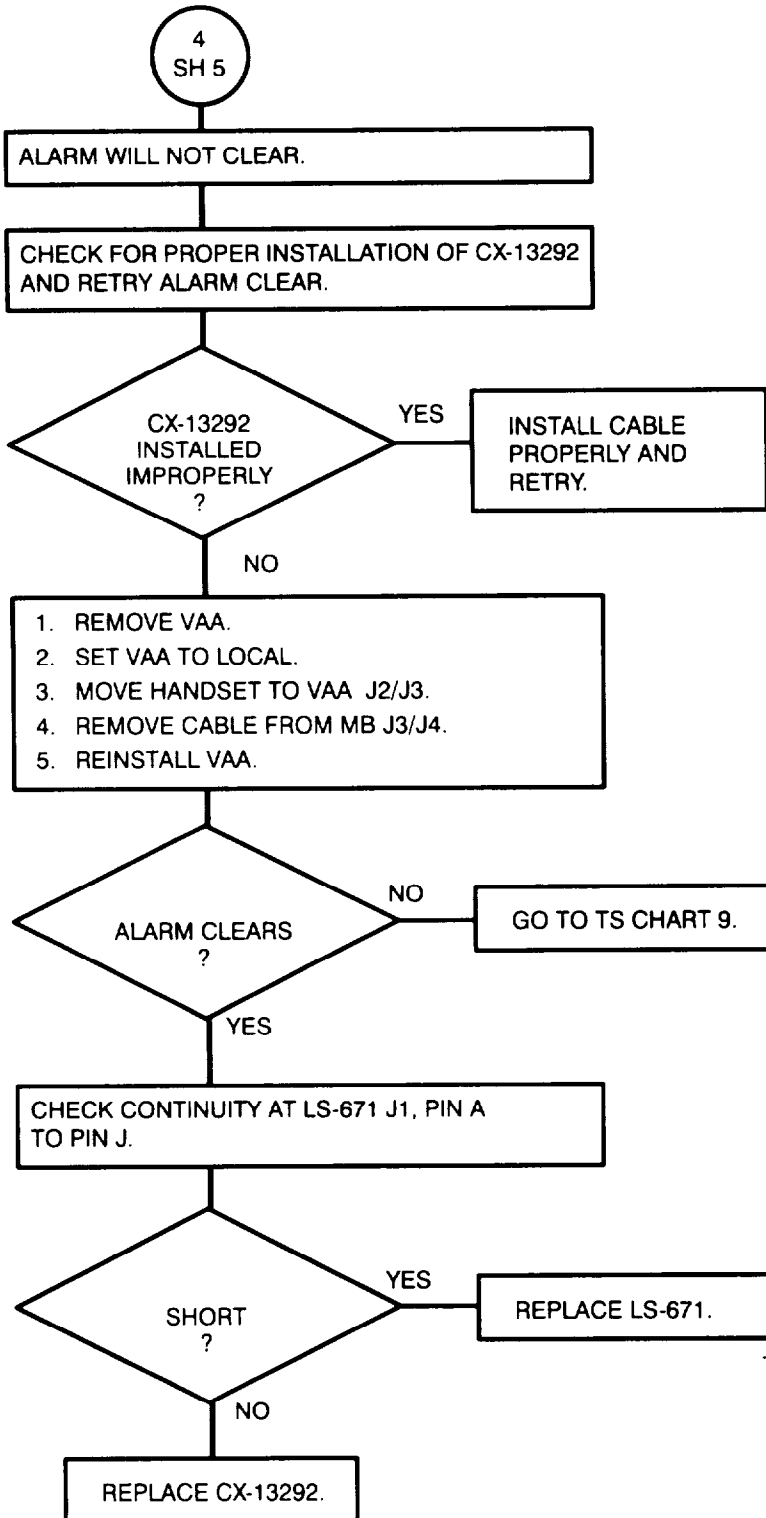 4
SH 5
ALARM WILL NOT CLEAR.
CHECK FOR PROPER INSTALLATION OF CX-13292
AND RETRY ALARM CLEAR.
CX-13292
INSTALLED
IMPROPERLY
?
YES
INSTALL CABLE
PROPERLY AND
RETRY.
NO
1. REMOVE VAA.
2. SET VAA TO LOCAL.
3. MOVE HANDSET TO VAA J2/J3.
4. REMOVE CABLE FROM MB J3/J4.
5. REINSTALL VAA.
ALARM CLEARS
?
NO
GO TO TS CHART 9.
YES
CHECK CONTINUITY AT LS-671 J1, PIN A
TO PIN J.
SHORT
?
YES
REPLACE LS-671.
NO
REPLACE CX-13292.